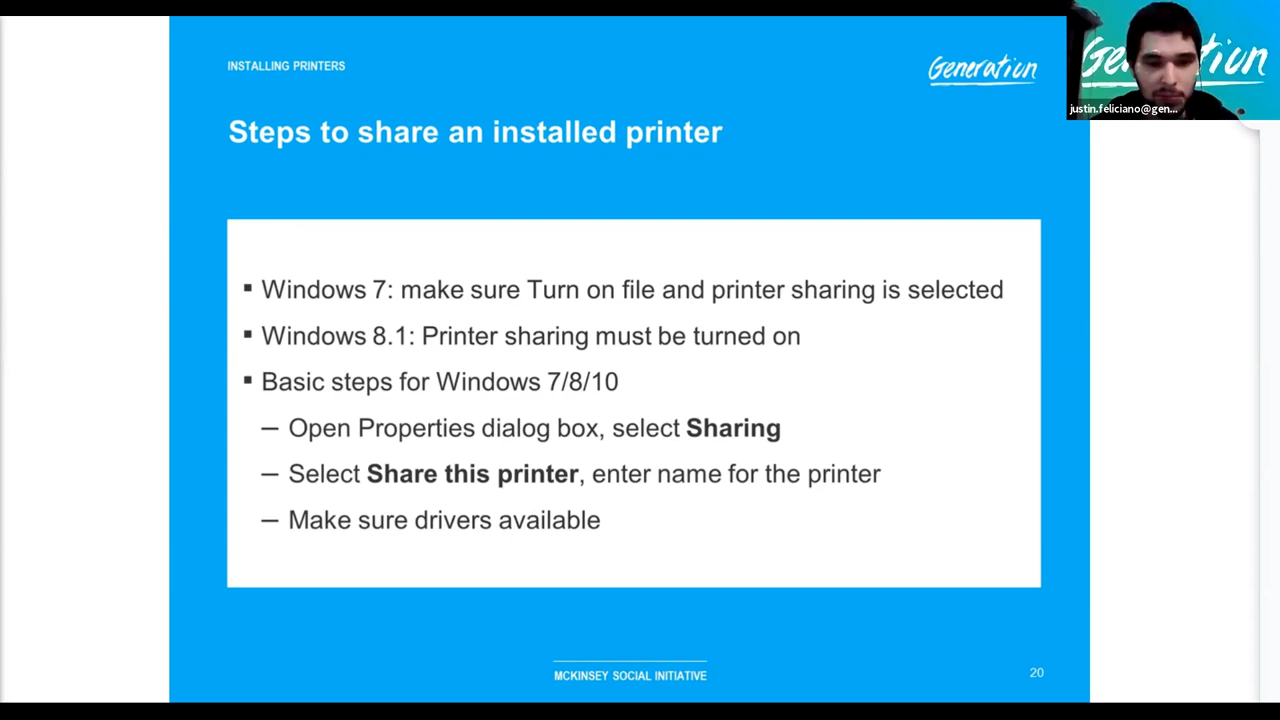 INSTALLING PRINTERS
Generation
Steps to share an installed printer
▪ Windows 7: make sure Turn on file and printer sharing is selected
▪ Windows 8.1: Printer sharing must be turned on
▪ Basic steps for Windows 7/8/10
– Open Properties dialog box, select Sharing
– Select Share this printer, enter name for the printer
– Make sure drivers available
MCKINSEY SOCIAL INITIATIVE
20
justin.feliciano@gen...